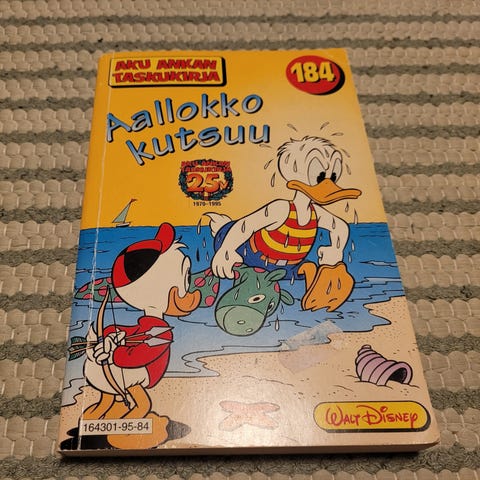 AKU ANKAN
TASKUKIRJA
184
Aallokko
kutsuu
25
1970-1995
164301-95-84
WALT DISNEY